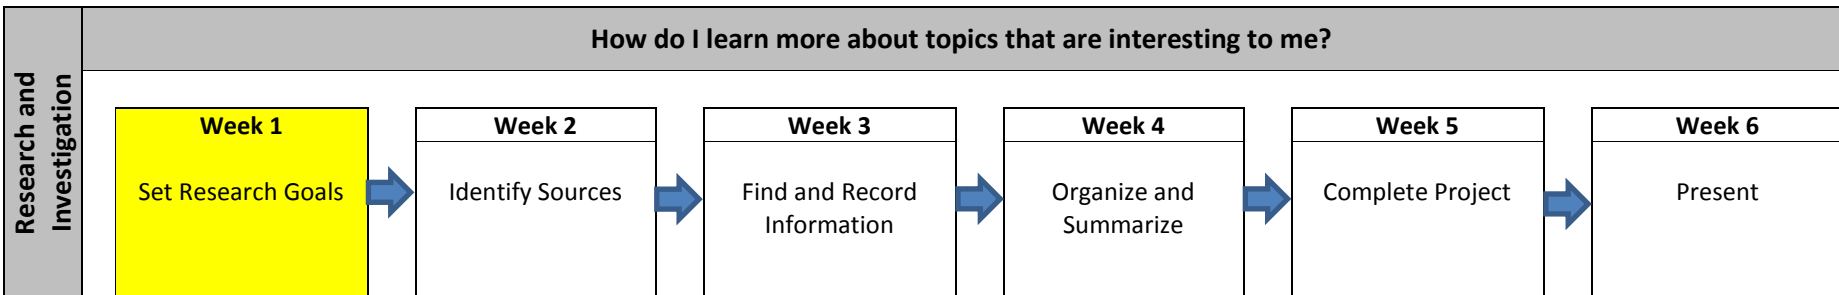 Research and
Investigation
How do I learn more about topics that are interesting to me?
Week 1
Set Research Goals
Week 2
Identify Sources
Week 3
Find and Record
Information
Week 4
Organize and
Summarize
Week 5
Complete Project
Week 6
Present